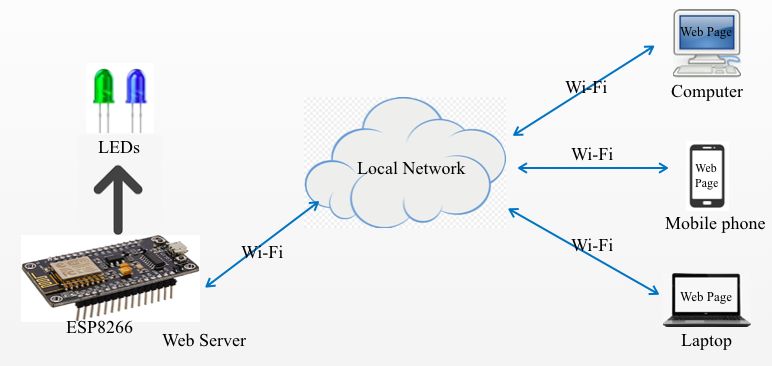 Web Page
Computer
Wi-Fi
LEDs
Local Network
Wi-Fi
Web
Page
Mobile phone
Wi-Fi
Wi-Fi
Web Page
ESP8266
Web Server
Laptop